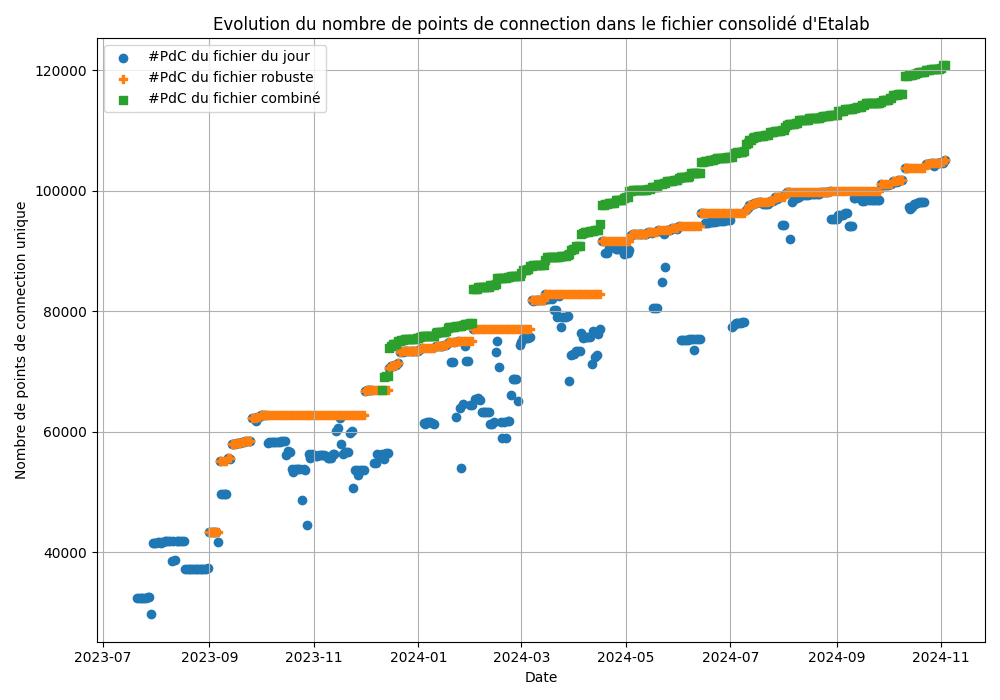 Evolution du nombre de points de connection dans le fichier consolidé d'Etalab
#PdC du fichier du jour
#PdC du fichier robuste
#PdC du fichier combiné
Nombre de points de connection unique
120000
100000
80000
60000
40000
2023-07
2023-09
2023-11
2024-01
2024-03
2024-05
2024-07
2024-09
2024-11
Date